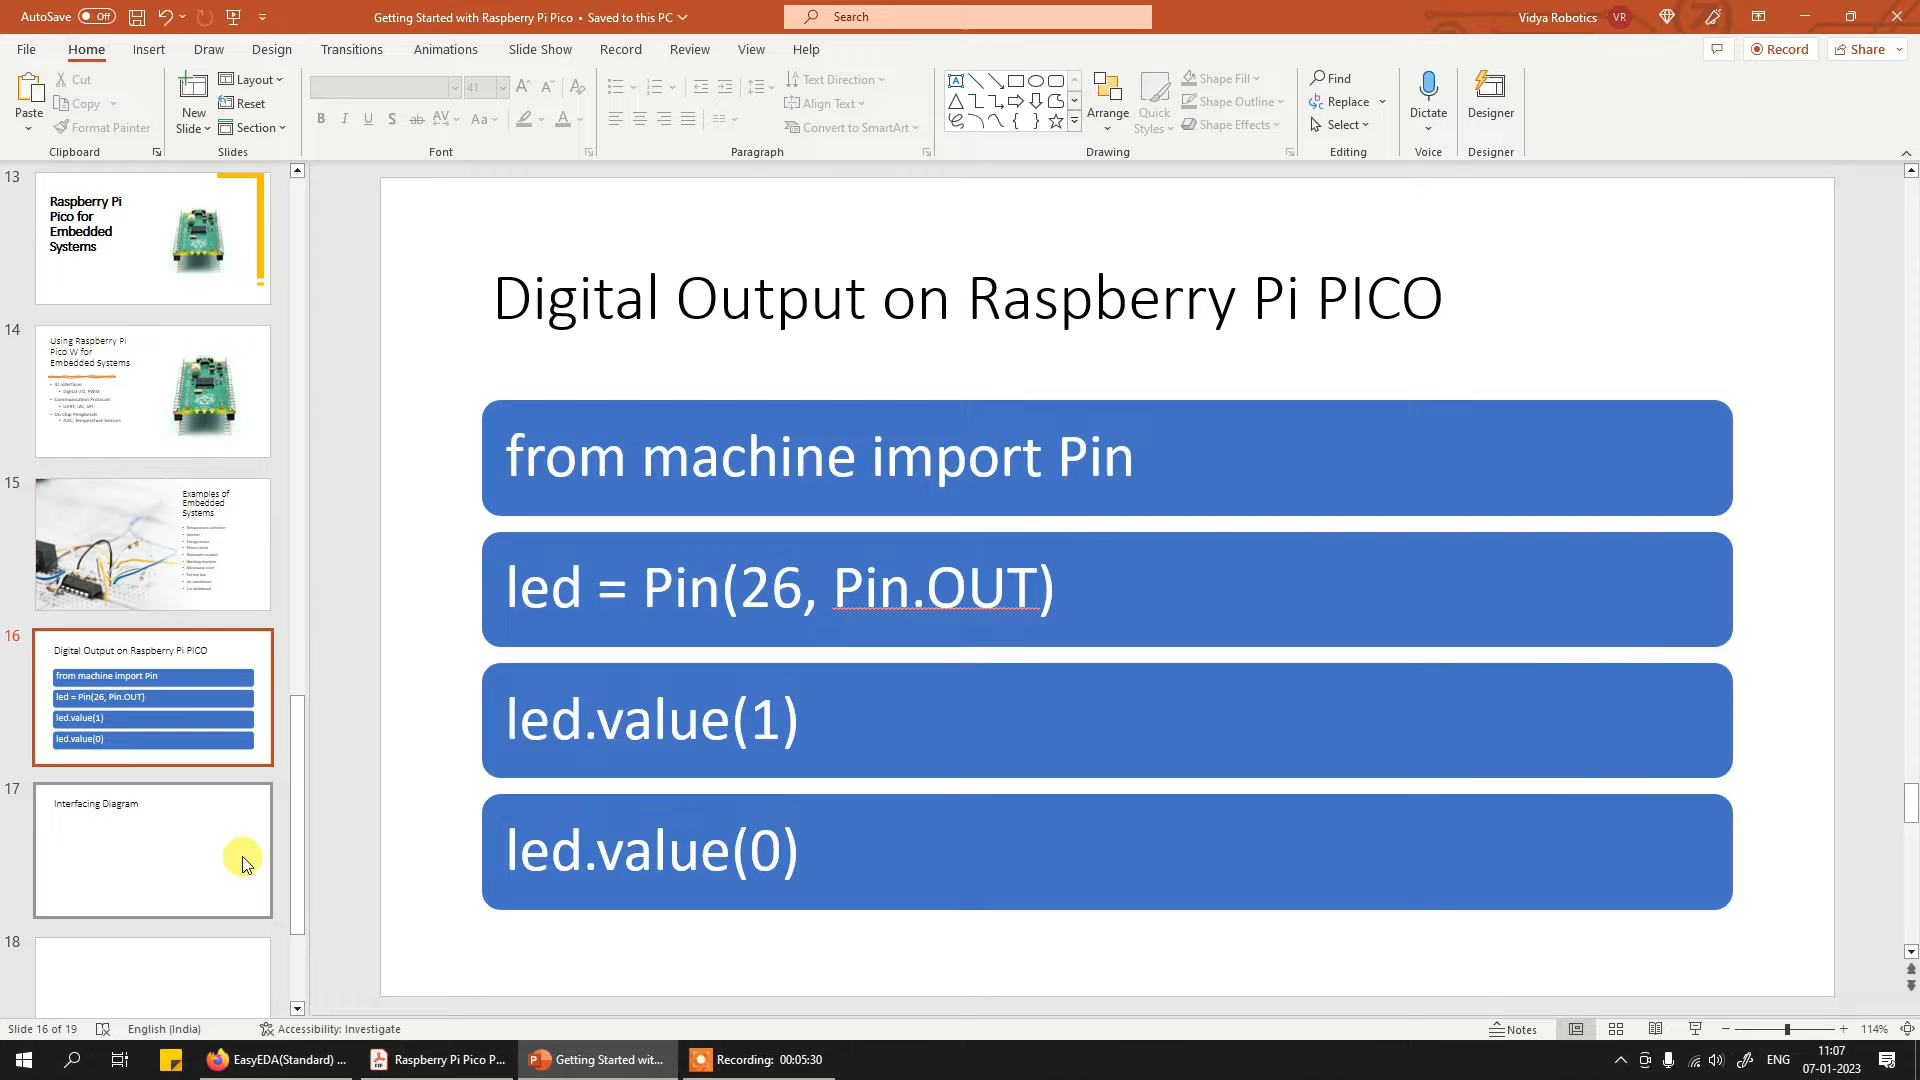 AutoSave Off
Getting Started with Raspberry Pi Pico • Saved to this PC
Search
Vidya Robotics VR
File Home Insert Draw Design Transitions Animations Slide Show Record Review View Help
Record Share
Paste
Cut
Copy
Format Painter
Clipboard
New Slide
Layout
Reset
Section
Slides
41
Font
Text Direction
Align Text
Convert to SmartArt
Paragraph
Arrange
Quick Styles
Shape Fill
Shape Outline
Shape Effects
Drawing
Find
Replace
Select
Editing
Dictate
Voice
Designer
Designer
13
Raspberry Pi
Pico for
Embedded
Systems
14
Using Raspberry Pi
Pico W for
Embedded Systems
15
Examples of
Embedded
Systems
16
Digital Output on Raspberry Pi PICO
from machine import Pin
led = Pin(26, Pin.OUT)
led.value(1)
led.value(0)
17
Interfacing Diagram
18
Digital Output on Raspberry Pi PICO
from machine import Pin
led = Pin(26, Pin.OUT)
led.value(1)
led.value(0)
Slide 16 of 19 English (India) Accessibility: Investigate
Notes 114%
EasyEDA(Standard) ...
Raspberry Pi Pico P...
Getting Started wit...
Recording: 00:05:30
ENG
11:07
07-01-2023